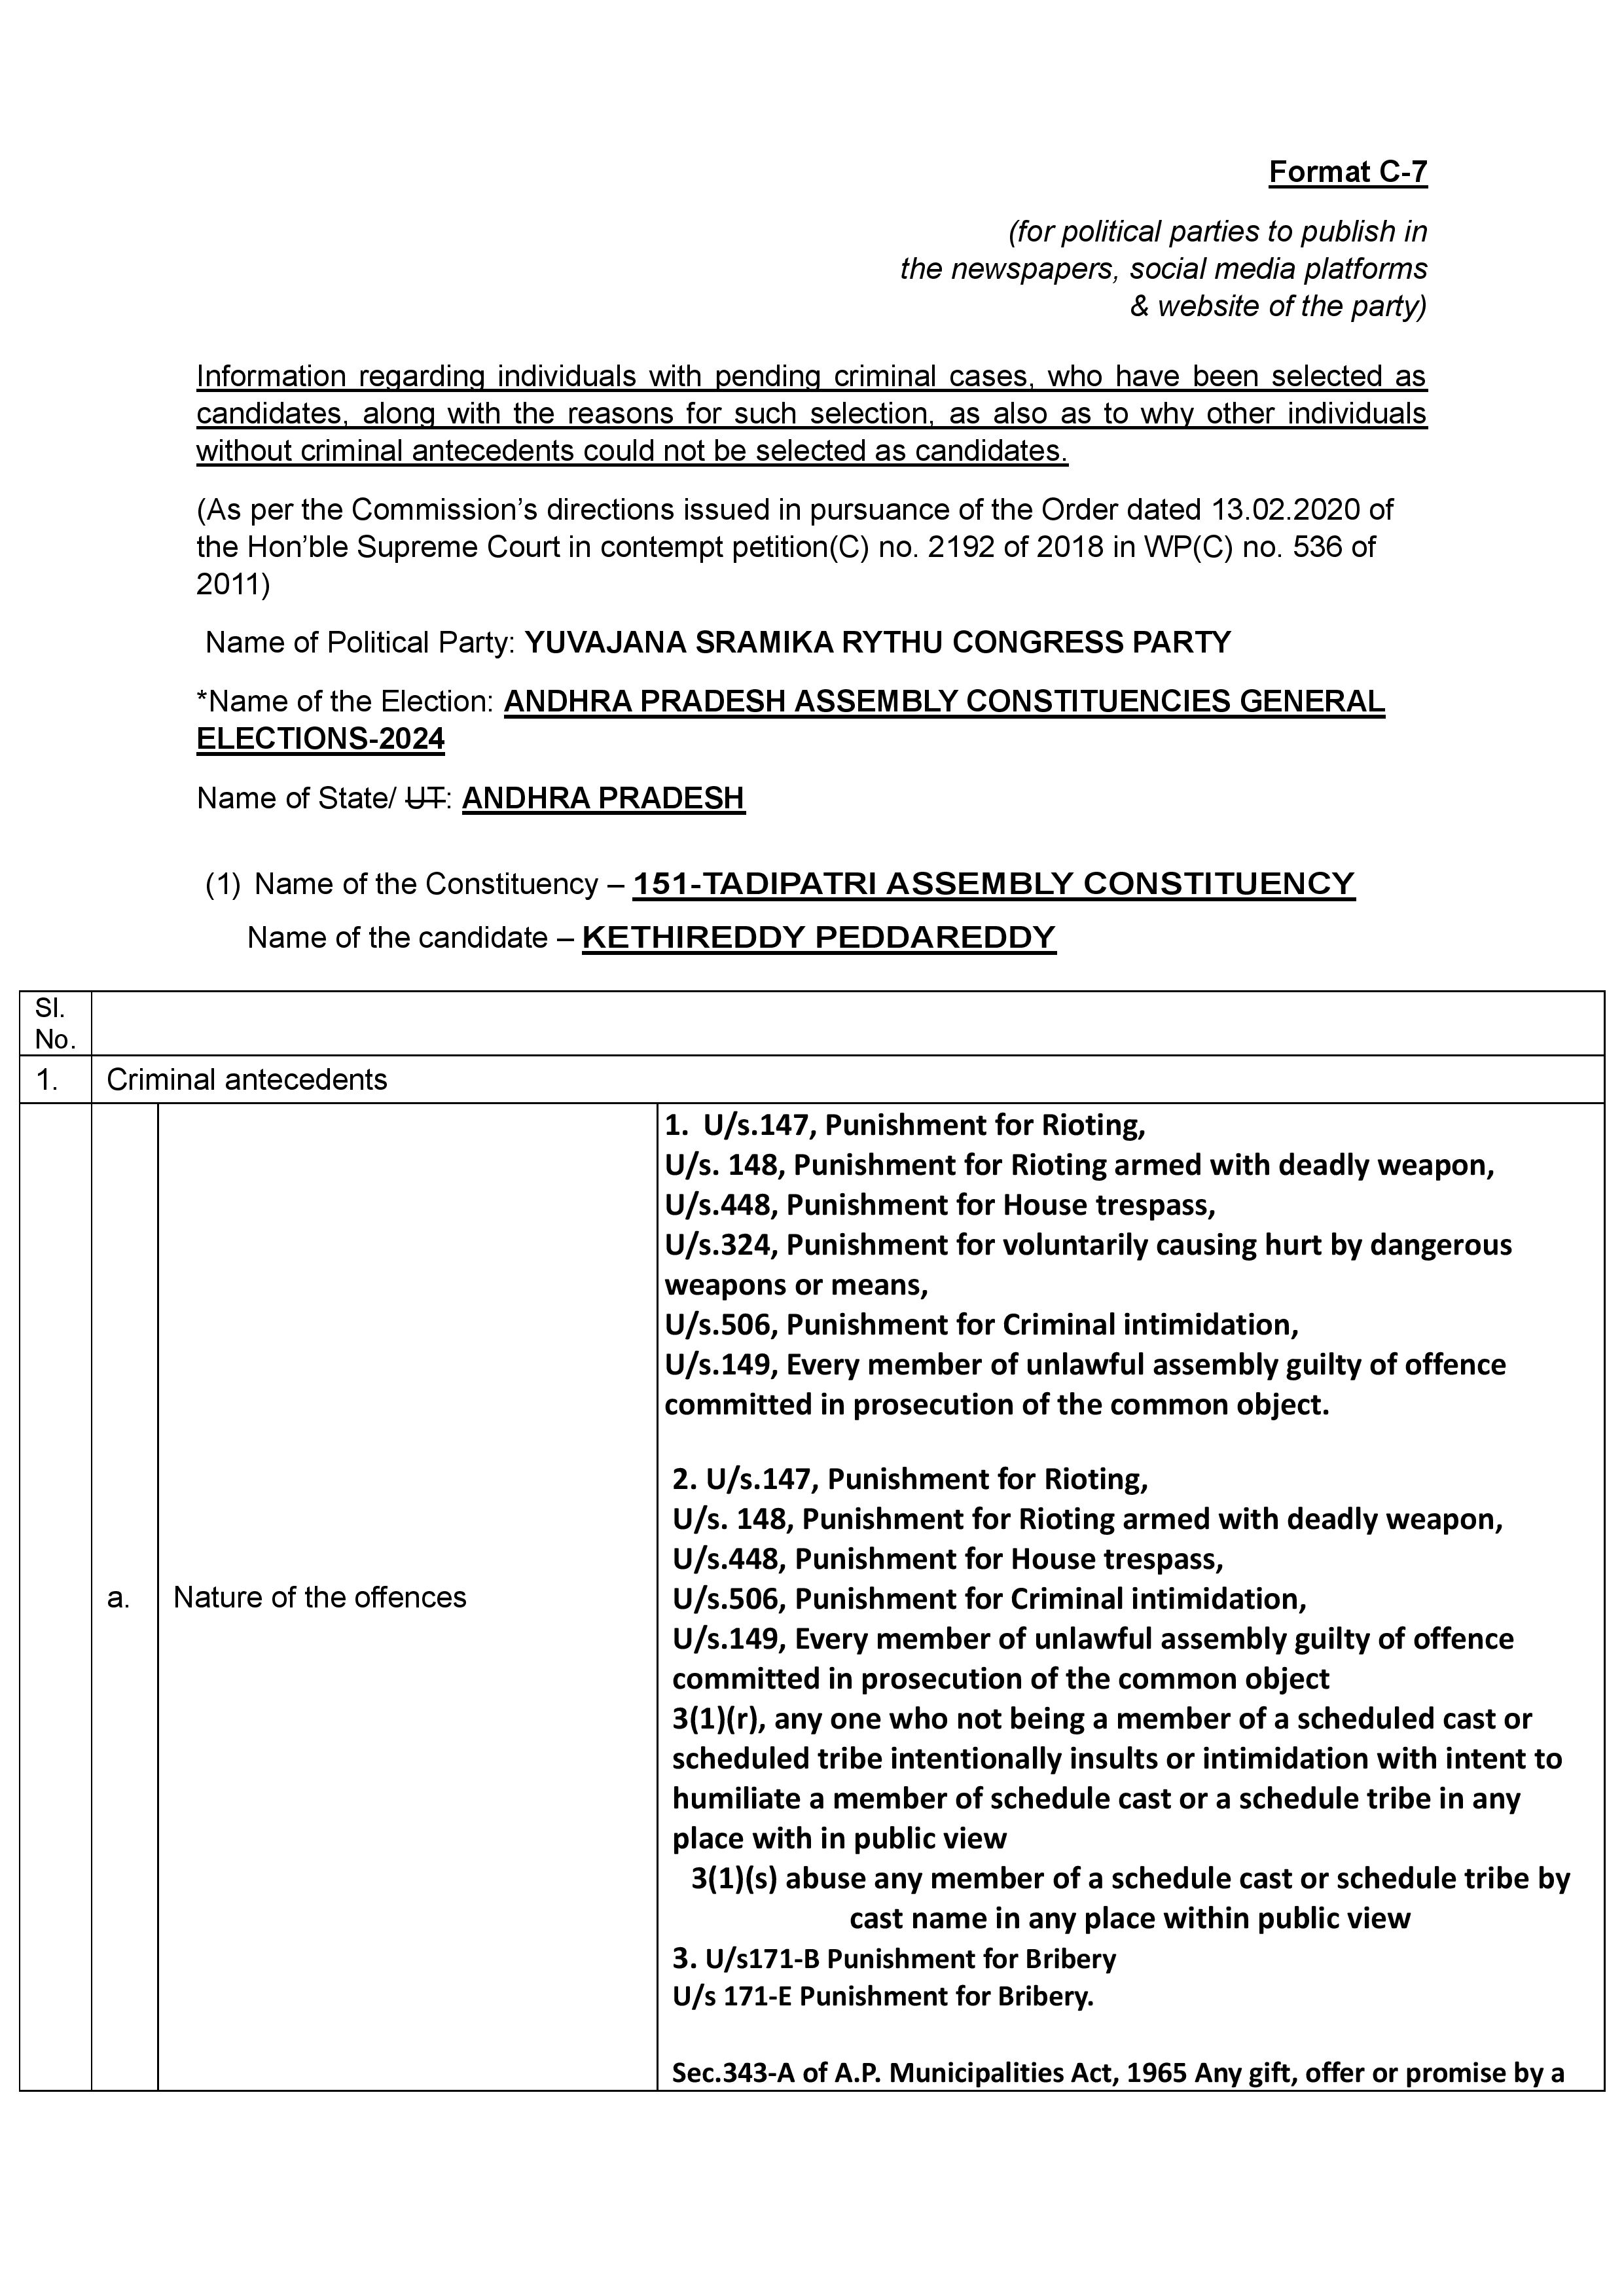 Format C-7
(for political parties to publish in
the newspapers, social media platforms
& website of the party)
Information regarding individuals with pending criminal cases, who have been selected as
candidates, along with the reasons for such selection, as also as to why other individuals
without criminal antecedents could not be selected as candidates.
(As per the Commission’s directions issued in pursuance of the Order dated 13.02.2020 of
the Hon’ble Supreme Court in contempt petition(C) no. 2192 of 2018 in WP(C) no. 536 of
2011)
Name of Political Party: YUVAJANA SRAMIKA RYTHU CONGRESS PARTY
*Name of the Election: ANDHRA PRADESH ASSEMBLY CONSTITUENCIES GENERAL
ELECTIONS-2024
Name of State/ UT: ANDHRA PRADESH
(1) Name of the Constituency – 151-TADIPATRI ASSEMBLY CONSTITUENCY
Name of the candidate – KETHIREDDY PEDDAREDDY
Sl.
No.
1. Criminal antecedents
a. Nature of the offences
1. U/s.147, Punishment for Rioting,
U/s. 148, Punishment for Rioting armed with deadly weapon,
U/s.448, Punishment for House trespass,
U/s.324, Punishment for voluntarily causing hurt by dangerous
weapons or means,
U/s.506, Punishment for Criminal intimidation,
U/s.149, Every member of unlawful assembly guilty of offence
committed in prosecution of the common object.
2. U/s.147, Punishment for Rioting,
U/s. 148, Punishment for Rioting armed with deadly weapon,
U/s.448, Punishment for House trespass,
U/s.506, Punishment for Criminal intimidation,
U/s.149, Every member of unlawful assembly guilty of offence
committed in prosecution of the common object
3(1)(r), any one who not being a member of a scheduled cast or
scheduled tribe intentionally insults or intimidation with intent to
humiliate a member of schedule cast or a schedule tribe in any
place with in public view
3(1)(s) abuse any member of a schedule cast or schedule tribe by
cast name in any place within public view
3. U/s171-B Punishment for Bribery
U/s 171-E Punishment for Bribery.
Sec.343-A of A.P. Municipalities Act, 1965 Any gift, offer or promise by a